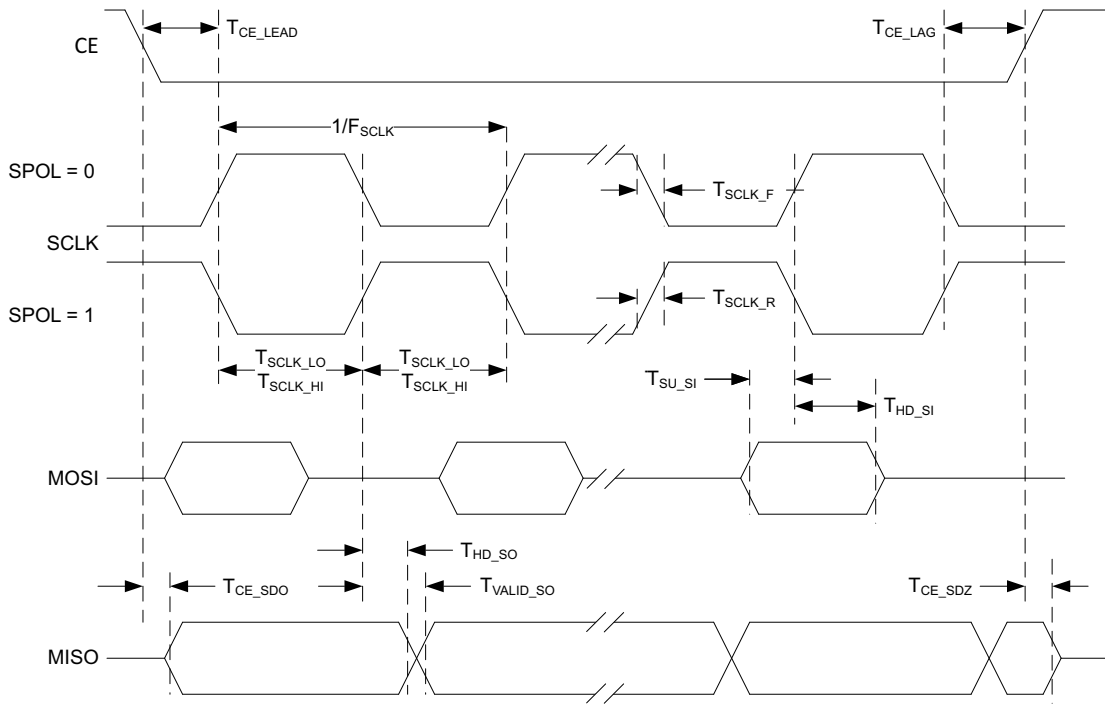 CE
T_CE_LEAD
T_CE_LAG
1/F_SCLK
SPOL = 0
T_SCLK_F
SCLK
SPOL = 1
T_SCLK_R
T_SCLK_LO
T_SCLK_HI
T_SCLK_LO
T_SCLK_HI
T_SU_SI
T_HD_SI
MOSI
T_HD_SO
T_CE_SDO
T_VALID_SO
T_CE_SDZ
MISO